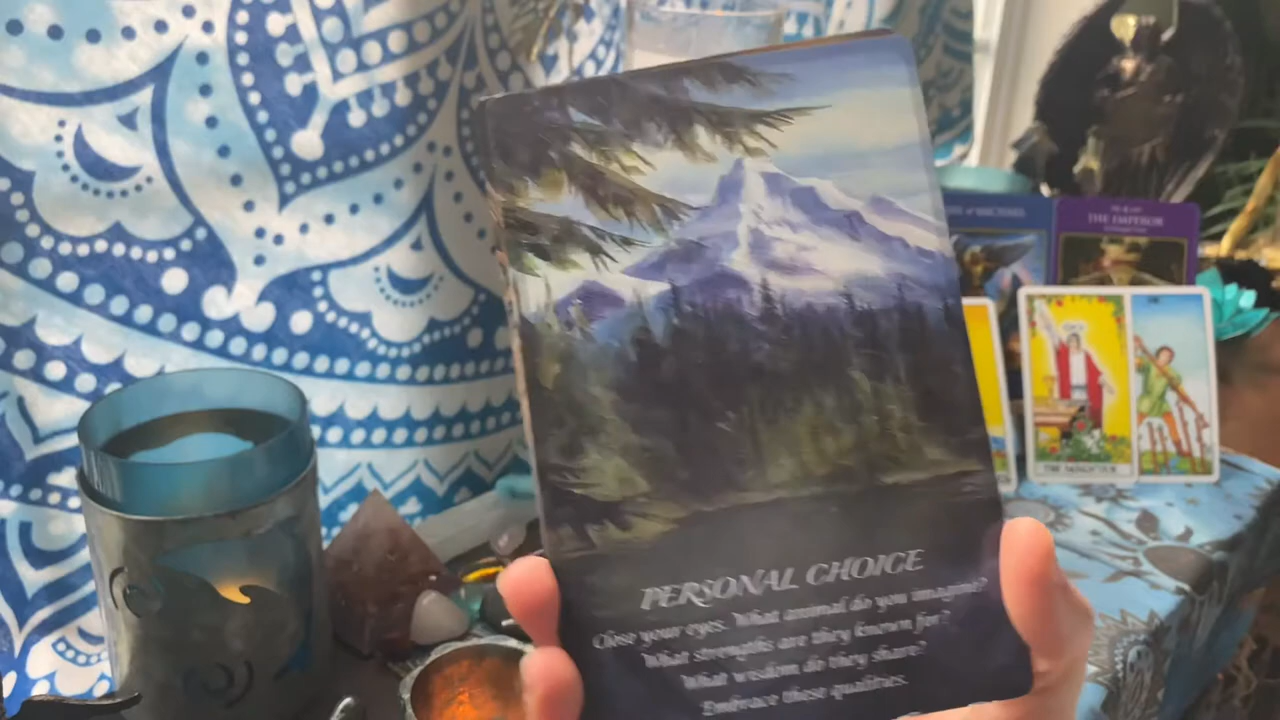 PERSONAL CHOICE
Close your eyes. What animal do you imagine?
What strengths are they known for?
What wisdom do they share?
Embrace these qualities.
THE EMPEROR
THE MAGICIAN